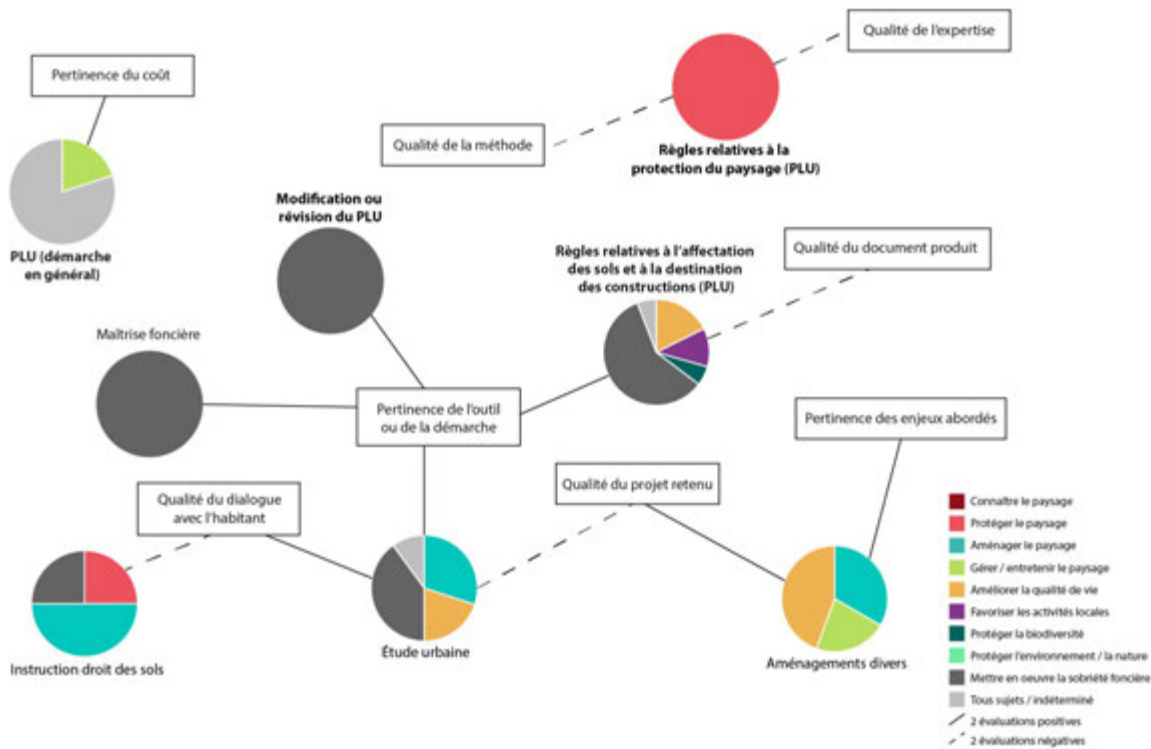 Qualité de l'expertise
Pertinence du coût
Qualité de la méthode
Règles relatives à la
protection du paysage (PLU)
Modification ou
révision du PLU
PLU (démarche
en général)
Règles relatives à l'affectation
des sols et à la destination
des constructions (PLU)
Qualité du document produit
Maîtrise foncière
Pertinence de l'outil
ou de la démarche
Pertinence des enjeux abordés
Qualité du dialogue
avec l'habitant
Qualité du projet retenu
Instruction droit des sols
Étude urbaine
Aménagements divers
Connaître le paysage
Protéger le paysage
Aménager le paysage
Gérer / entretenir le paysage
Améliorer la qualité de vie
Favoriser les activités locales
Protéger la biodiversité
Protéger l'environnement / la nature
Mettre en oeuvre la sobriété foncière
Tous sujets / indéterminé
2 évaluations positives
2 évaluations négatives